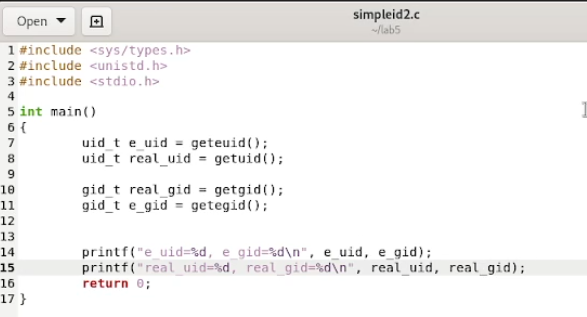 Open
simpleid2.c
~/lab5
1 #include <sys/types.h>
2 #include <unistd.h>
3 #include <stdio.h>
4
5 int main()
6 {
7         uid_t e_uid = geteuid();
8         uid_t real_uid = getuid();
9
10         gid_t real_gid = getgid();
11         gid_t e_gid = getegid();
12
13
14         printf("e_uid=%d, e_gid=%d\n", e_uid, e_gid);
15         printf("real_uid=%d, real_gid=%d\n", real_uid, real_gid);
16         return 0;
17 }